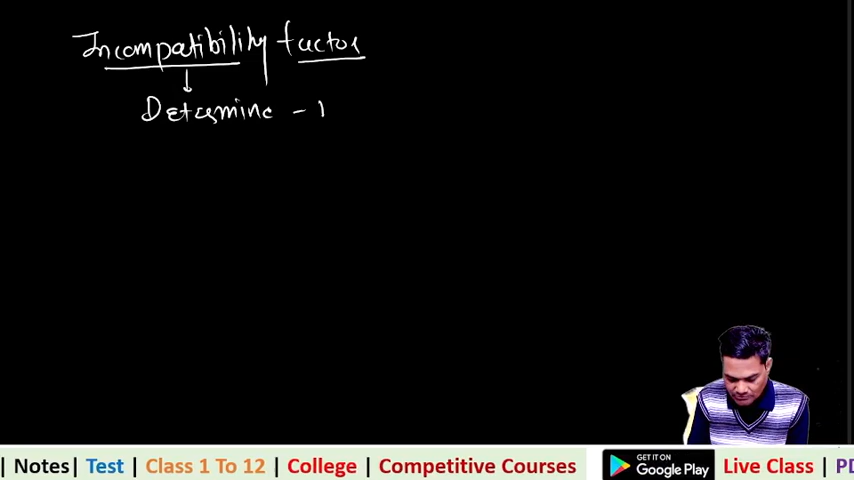 Incompatibility factor
Determine - 1
| Notes| Test | Class 1 To 12 | College | Competitive Courses GET IT ON Google Play Live Class |